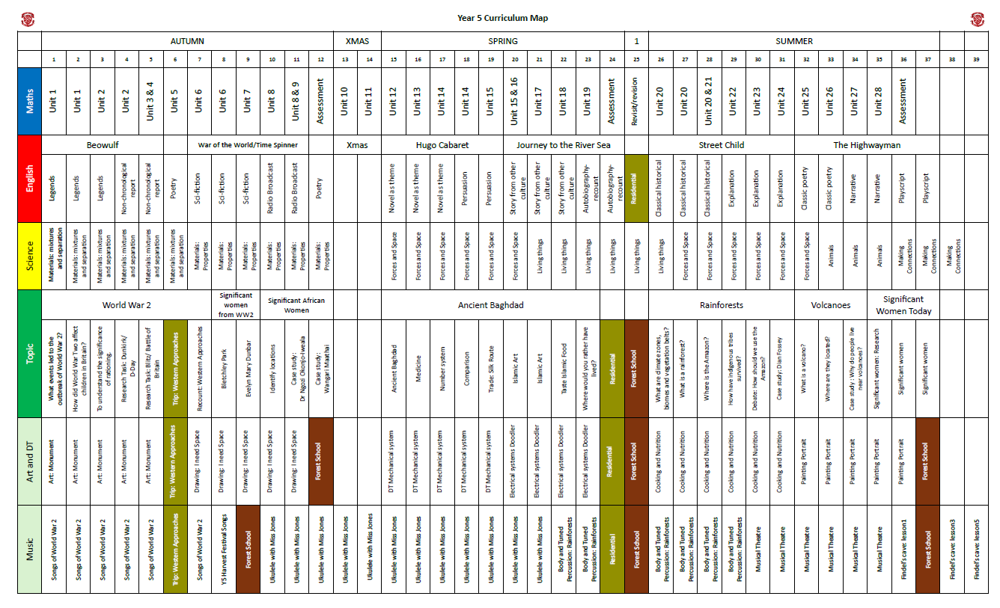 Year 5 Curriculum Map
AUTUMN XMAS SPRING 1 SUMMER
1 2 3 4 5 6 7 8 9 10 11 12 13 14 15 16 17 18 19 20 21 22 23 24 25 26 27 28 29 30 31 32 33 34 35 36 37 38 39
Maths
Unit 1
Unit 1
Unit 2
Unit 2
Unit 3 & 4
Unit 5
Unit 6
Unit 6
Unit 7
Unit 8
Unit 8 & 9
Assessment
Unit 10
Unit 11
Unit 12
Unit 13
Unit 14
Unit 14
Unit 15
Unit 15 & 16
Unit 17
Unit 18
Unit 19
Assessment
Revisit/revision
Unit 20
Unit 20
Unit 20 & 21
Unit 22
Unit 23
Unit 24
Unit 25
Unit 26
Unit 27
Unit 28
Assessment
English
Beowulf
War of the World/Time Spinner
Xmas
Hugo Cabaret
Journey to the River Sea
Street Child
The Highwayman
Legends
Legends
Legends
Non-chronological
report
Non-chronological
report
Poetry
Sci-fiction
Sci-fiction
Sci-fiction
Radio Broadcast
Radio Broadcast
Poetry
Novel as theme
Novel as theme
Novel as theme
Persuasion
Persuasion
Story from other
culture
Story from other
culture
Story from other
culture
Autobiography-
recount
Autobiography-
recount
Residential
Classical historical
Classical historical
Classical historical
Explanation
Explanation
Explanation
Classic poetry
Classic poetry
Narrative
Narrative
Playscript
Playscript
Science
Materials: mixtures
and separation
Materials: mixtures
and separation
Materials: mixtures
and separation
Materials: mixtures
and separation
Materials: mixtures
and separation
Materials: mixtures
and separation
Materials:
Properties
Materials:
Properties
Materials:
Properties
Materials:
Properties
Materials:
Properties
Materials:
Properties
Forces and Space
Forces and Space
Forces and Space
Forces and Space
Forces and Space
Forces and Space
Living things
Living things
Living things
Living things
Living things
Living things
Forces and Space
Forces and Space
Forces and Space
Forces and Space
Forces and Space
Forces and Space
Animals
Animals
Animals
Making
Connections
Making
Connections
Making
Connections
Topic
World War 2
Significant
women
from WW2
Significant African
Women
Ancient Baghdad
Rainforests
Volcanoes
Significant
Women Today
What events led to the
outbreak of World War 2?
How did World War Two affect
children in Britain?
To understand the significance
of rationing.
Research Task: Dunkirk/
D-Day
Research Task: Blitz/ Battle of
Britain
Trip: Western Approaches
Recount: Western Approaches
Bletchley Park
Evelyn Mary Dunbar
Identify locations
Case study:
Dr Ngozi Okonjo-Iweala
Case study:
Wangari Maathai
Ancient Baghdad
Medicine
Number system
Comparison
Trade: Silk Route
Islamic Art
Islamic Art
Taste Islamic Food
Where would you rather have
lived?
Residential
Forest School
What are climate zones,
biomes and vegetation belts?
What is a rainforest?
Where is the Amazon?
How have indigenous tribes
survived?
Debate: How should we use the
Amazon?
Case study: Dian Fossey
What is a volcano?
Where are they located?
Case study: Why do people live
near volcanoes?
Significant women: Research
Significant women
Significant women
Art and DT
Art: Monument
Art: Monument
Art: Monument
Art: Monument
Art: Monument
Trip: Western Approaches
Drawing: I need Space
Drawing: I need Space
Drawing: I need Space
Drawing: I need Space
Drawing: I need Space
Forest School
DT Mechanical system
DT Mechanical system
DT Mechanical system
DT Mechanical system
DT Mechanical system
Electrical systems Doodler
Electrical systems Doodler
Electrical systems Doodler
Electrical systems Doodler
Residential
Forest School
Cooking and Nutrition
Cooking and Nutrition
Cooking and Nutrition
Cooking and Nutrition
Cooking and Nutrition
Cooking and Nutrition
Painting Portrait
Painting Portrait
Painting Portrait
Painting Portrait
Painting Portrait
Forest School
Music
Songs of World War 2
Songs of World War 2
Songs of World War 2
Songs of World War 2
Songs of World War 2
Trip: Western Approaches
Songs of World War 2
Y5 Harvest Festival Songs
Forest School
Ukulele with Miss Jones
Ukulele with Miss Jones
Ukulele with Miss Jones
Ukulele with Miss Jones
Ukulele with Miss Jones
Ukulele with Miss Jones
Ukulele with Miss Jones
Ukulele with Miss Jones
Ukulele with Miss Jones
Ukulele with Miss Jones
Ukulele with Miss Jones
Ukulele with Miss Jones
Body and Tuned
Percussion: Rainforests
Body and Tuned
Percussion: Rainforests
Residential
Forest School
Body and Tuned
Percussion: Rainforests
Body and Tuned
Percussion: Rainforests
Body and Tuned
Percussion: Rainforests
Body and Tuned
Percussion: Rainforests
Musical Theatre
Musical Theatre
Musical Theatre
Musical Theatre
Musical Theatre
Musical Theatre
Findel's cave: lesson1
Forest School
Findel's cave: lesson3
Findel's cave: lesson5